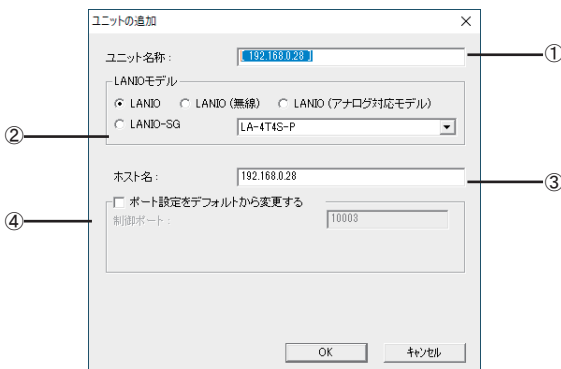 ユニットの追加
ユニット名称： [ 192.168.0.28 ] ①
LANIOモデル
LANIO LANIO (無線) LANIO (アナログ対応モデル)
② LANIO-SG LA-4T4S-P
ホスト名： 192.168.0.28 ③
ポート設定をデフォルトから変更する
④ 制御ポート： 10003
OK キャンセル